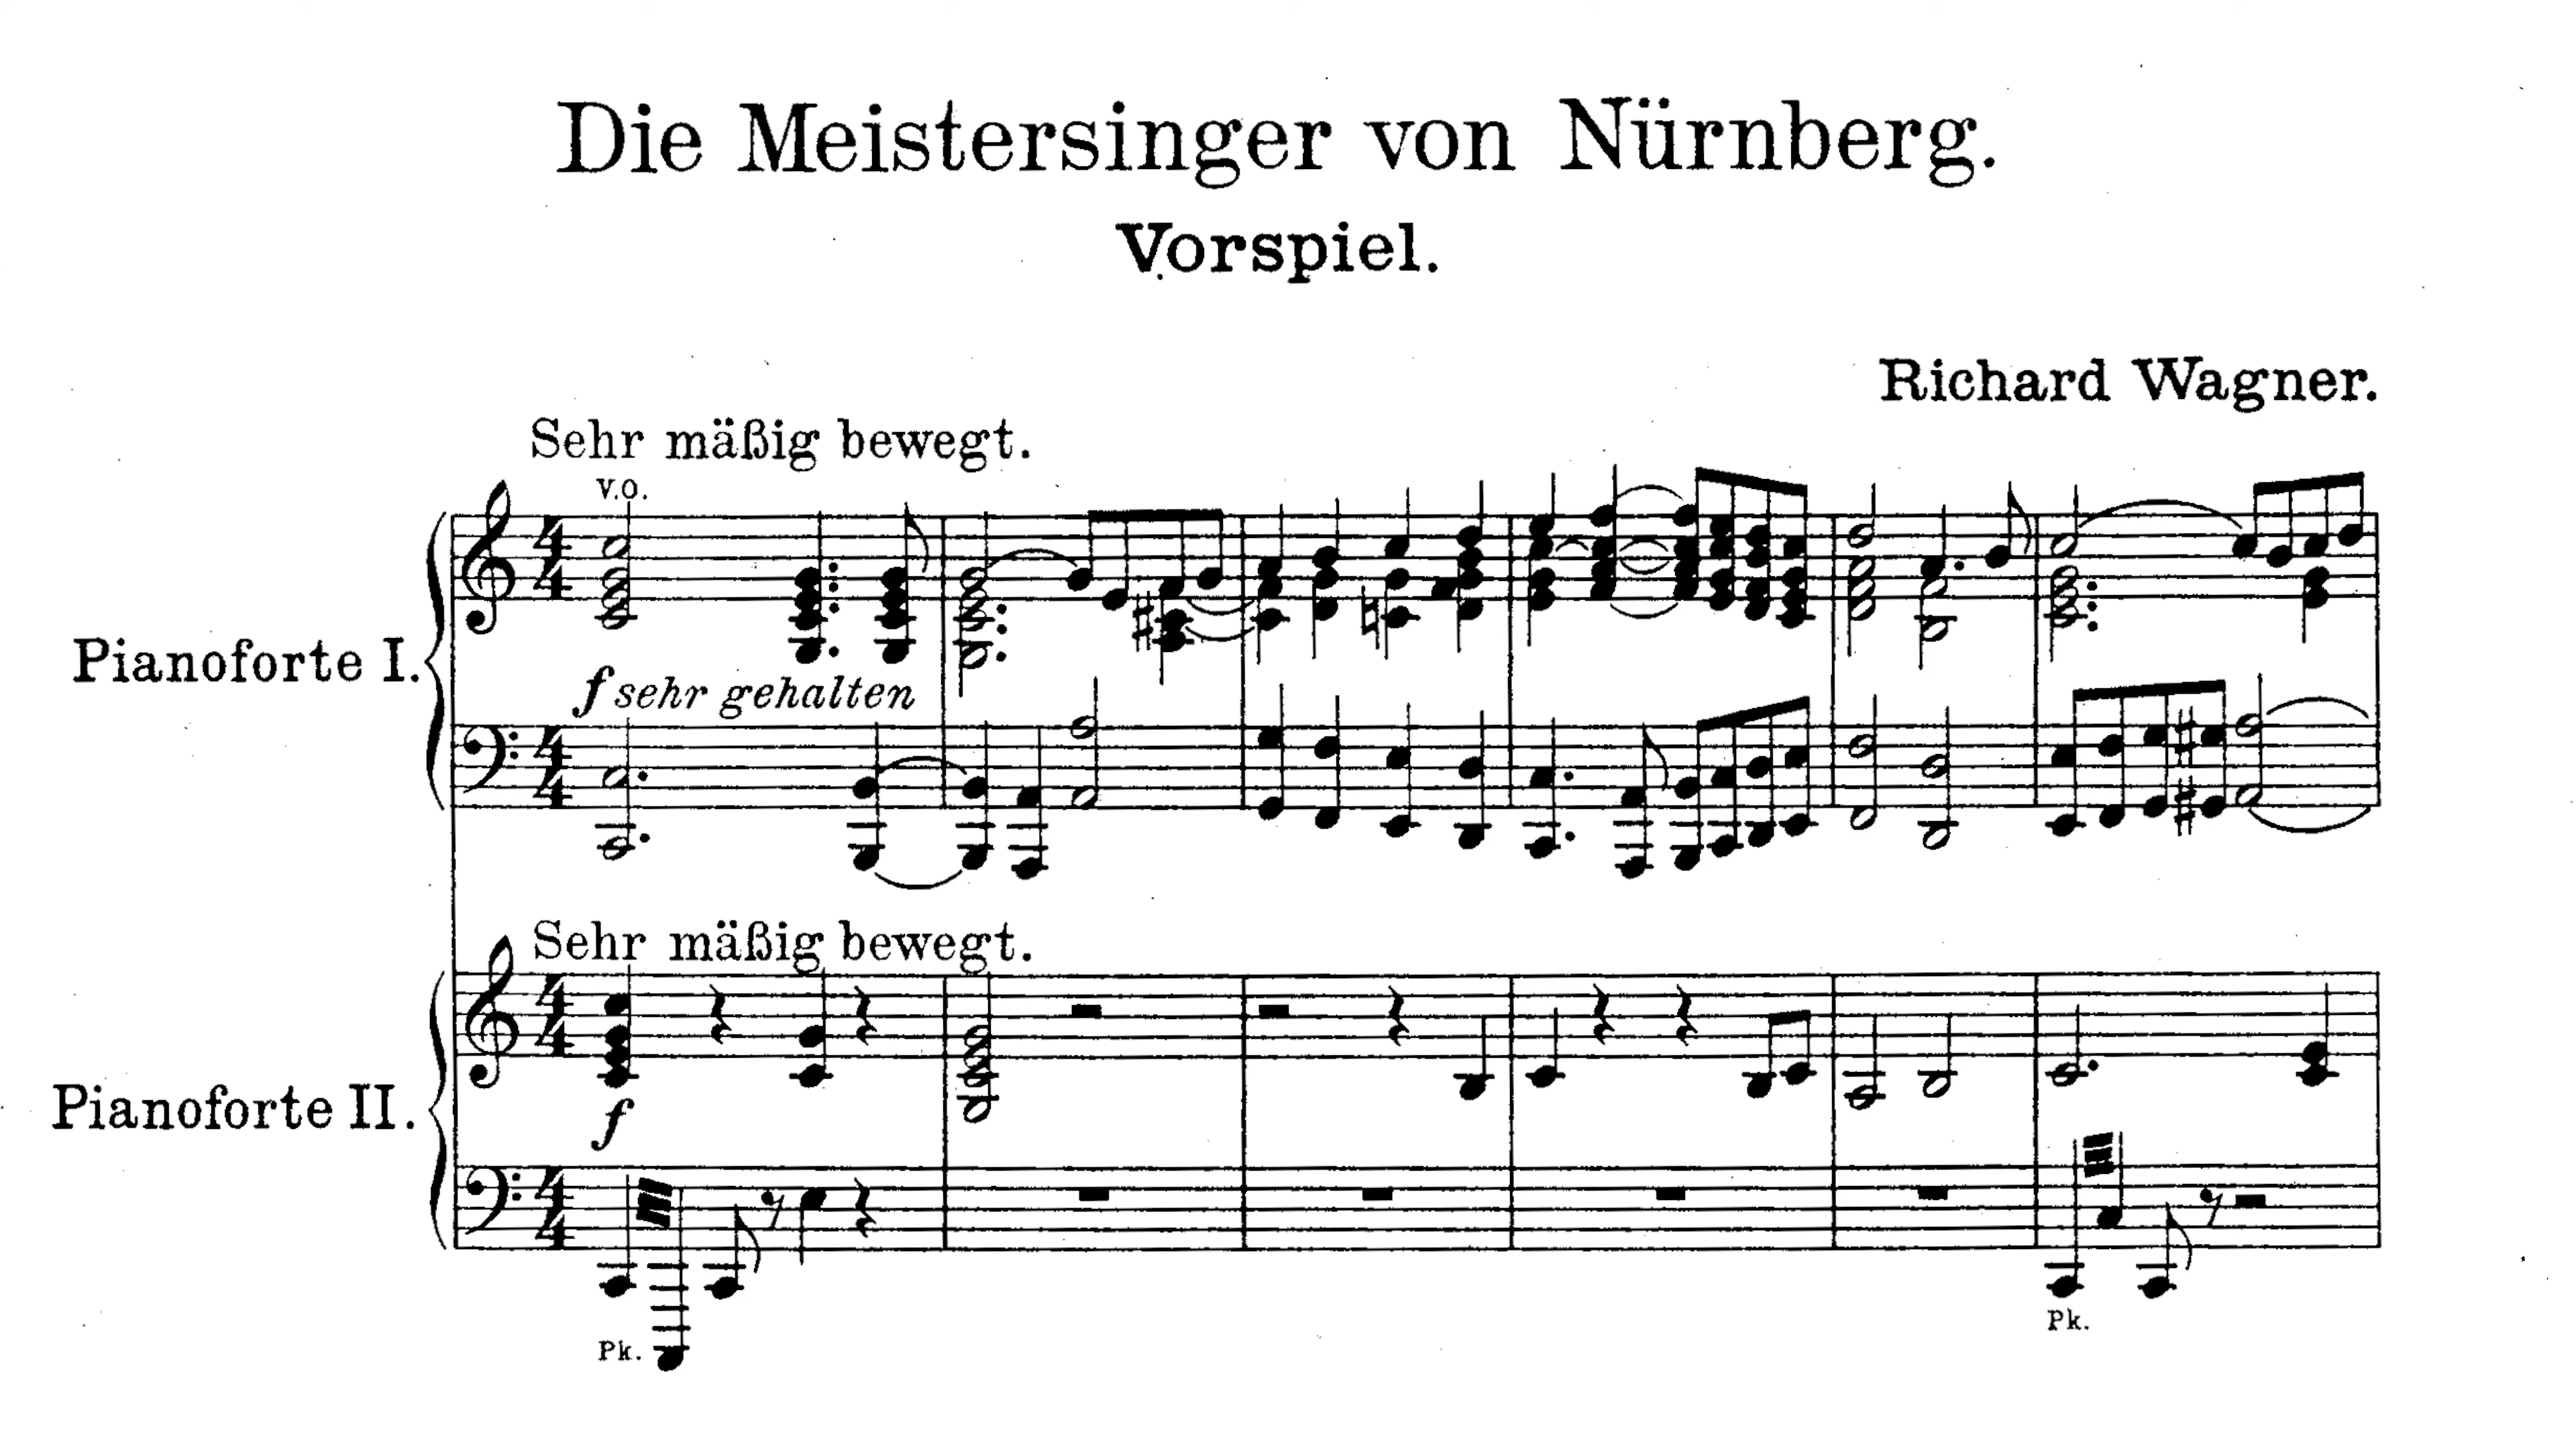 Die Meistersinger von Nürnberg.
Vorspiel.
Richard Wagner.
Sehr mäßig bewegt.
V.O.
Pianoforte I.
f sehr gehalten
Sehr mäßig bewegt.
Pianoforte II.
f
Pk.
Pk.